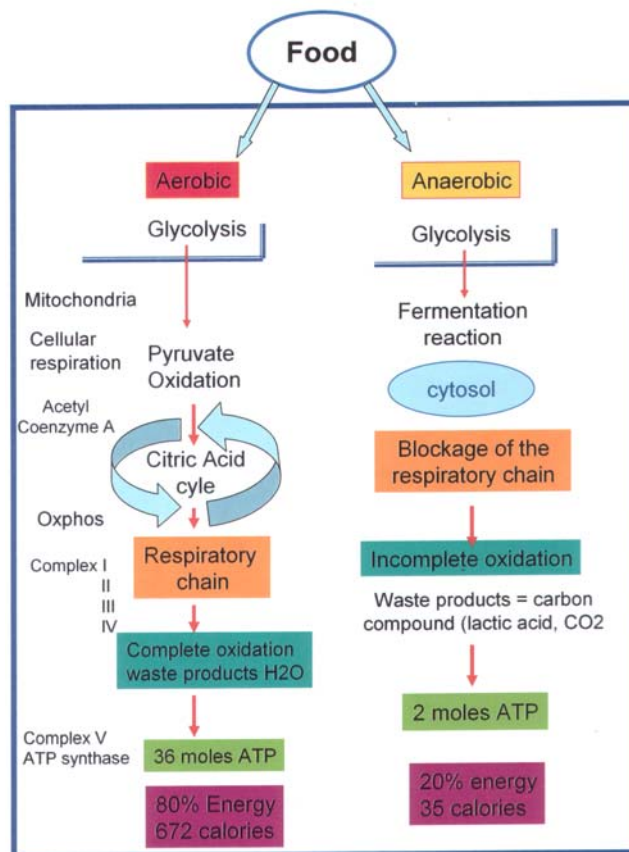 Food
Aerobic
Glycolysis
Mitochondria
Cellular
respiration
Pyruvate
Oxidation
Acetyl
Coenzyme A
Citric Acid
cyle
Oxphos
Respiratory
chain
Complex I
II
III
IV
Complete oxidation
waste products H2O
Complex V
ATP synthase
36 moles ATP
80% Energy
672 calories
Anaerobic
Glycolysis
Fermentation
reaction
cytosol
Blockage of the
respiratory chain
Incomplete oxidation
Waste products = carbon
compound (lactic acid, CO2
2 moles ATP
20% energy
35 calories